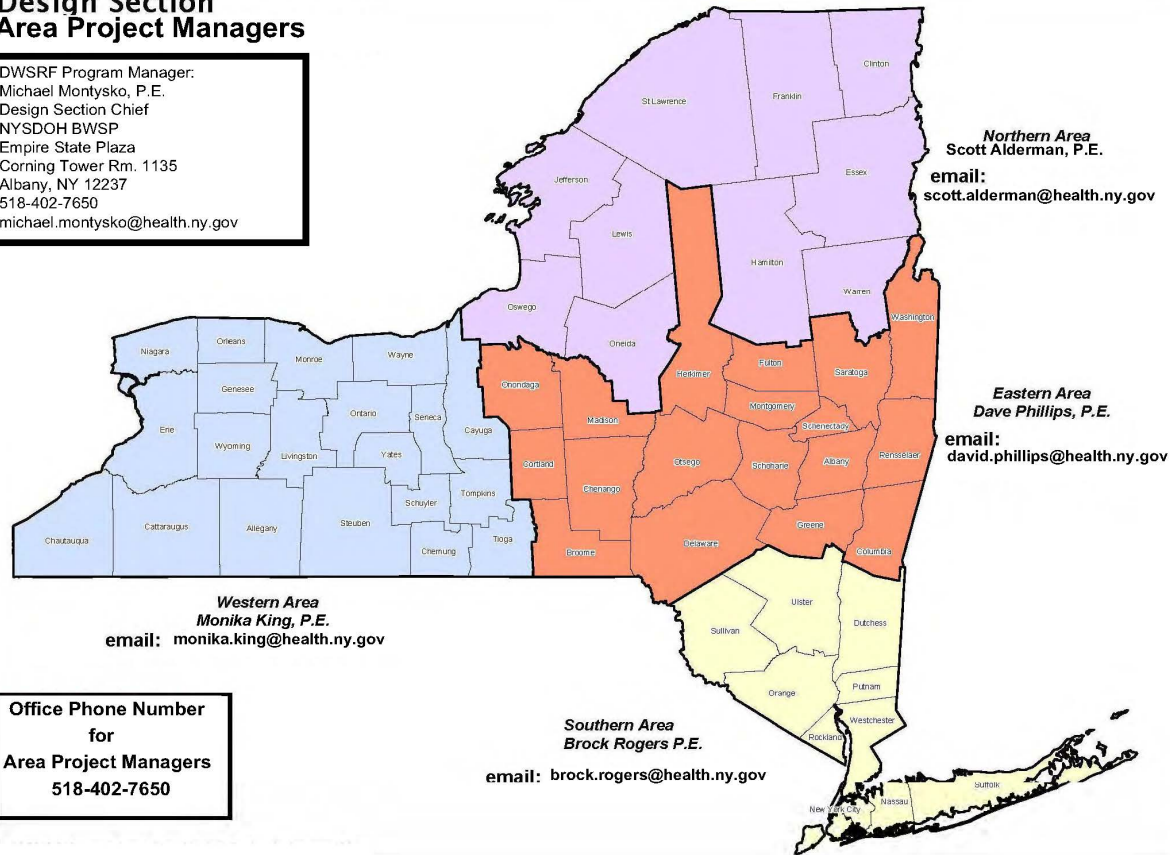 Design Section
Area Project Managers
DWSRF Program Manager:
Michael Montysko, P.E.
Design Section Chief
NYSDOH BWSP
Empire State Plaza
Corning Tower Rm. 1135
Albany, NY 12237
518-402-7650
michael.montysko@health.ny.gov
Clinton
Franklin
St Lawrence
Northern Area
Scott Alderman, P.E.
email:
scott.alderman@health.ny.gov
Essex
Jefferson
Lewis
Hamilton
Warren
Oswego
Oneida
Washington
Niagara
Orleans
Monroe
Wayne
Genesee
Erie
Wyoming
Livingston
Ontario
Yates
Seneca
Cayuga
Schuyler
Tompkins
Chautauqua
Cattaraugus
Allegany
Steuben
Chemung
Tioga
Onondaga
Madison
Herkimer
Fulton
Saratoga
Montgomery
Schenectady
Cortland
Chenango
Otsego
Schoharie
Albany
Rensselaer
Broome
Delaware
Greene
Columbia
Eastern Area
Dave Phillips, P.E.
email:
david.phillips@health.ny.gov
Western Area
Monika King, P.E.
email: monika.king@health.ny.gov
Ulster
Sullivan
Dutchess
Orange
Putnam
Westchester
Rockland
New York City
Nassau
Suffolk
Southern Area
Brock Rogers P.E.
email: brock.rogers@health.ny.gov
Office Phone Number
for
Area Project Managers
518-402-7650